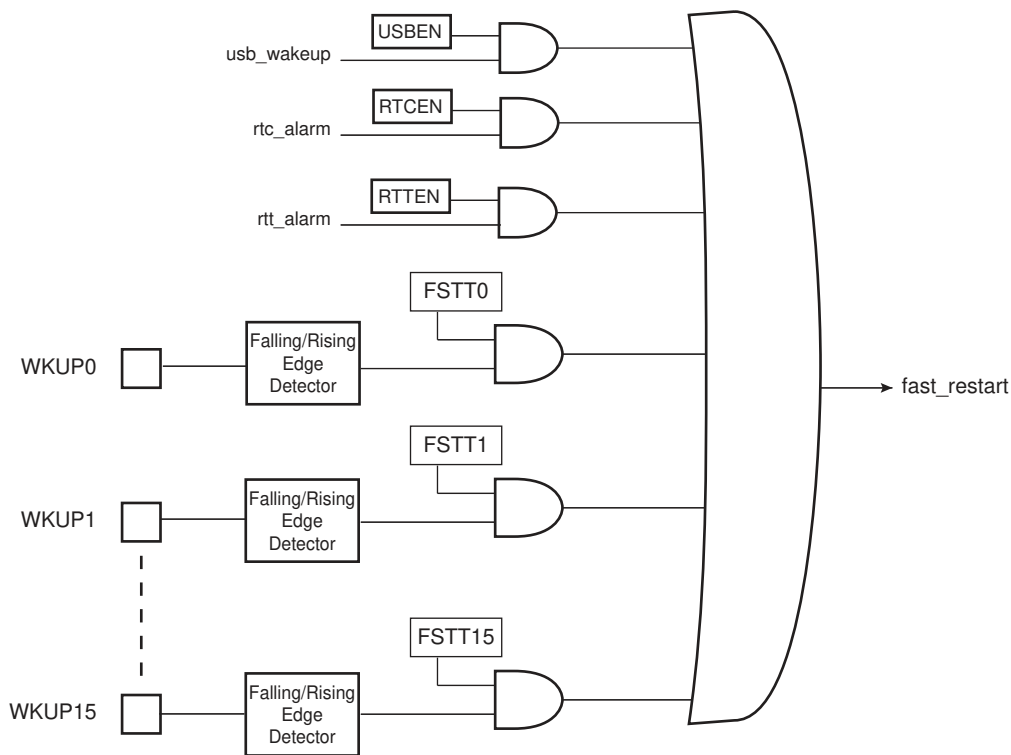 USBEN
usb_wakeup
RTCEN
rtc_alarm
RTTEN
rtt_alarm
FSTT0
WKUP0
Falling/Rising
Edge
Detector
fast_restart
FSTT1
WKUP1
Falling/Rising
Edge
Detector
FSTT15
WKUP15
Falling/Rising
Edge
Detector